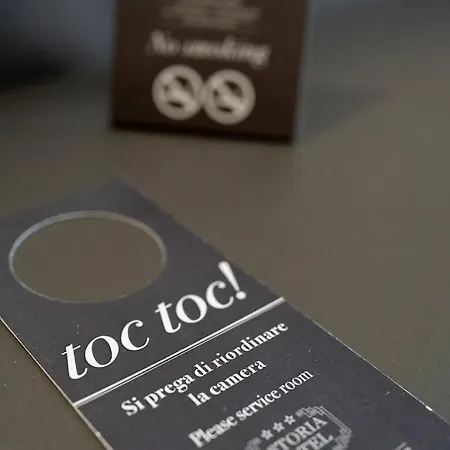 No smoking
toc toc!
Si prega di riordinare
la camera
Please service room